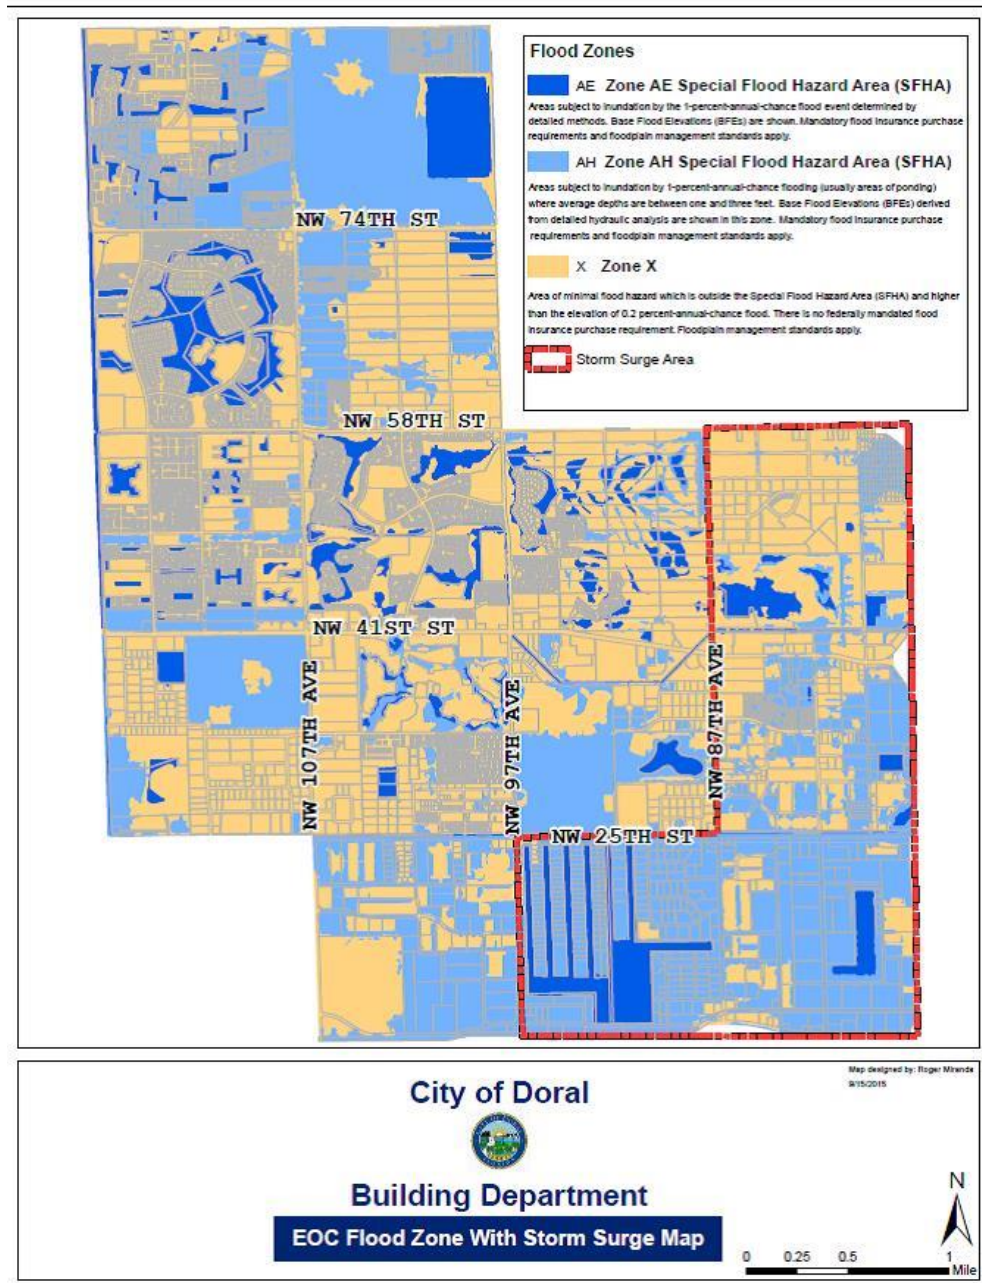 Flood Zones
AE Zone AE Special Flood Hazard Area (SFHA)
Areas subject to inundation by the 1-percent-annual-chance flood event determined by
detailed methods. Base Flood Elevations (BFEs) are shown. Mandatory flood insurance purchase
requirements and floodplain management standards apply.
AH Zone AH Special Flood Hazard Area (SFHA)
Areas subject to inundation by 1-percent-annual-chance flooding (usually areas of ponding)
where average depths are between one and three feet. Base Flood Elevations (BFEs) derived
from detailed hydraulic analysis are shown in this zone. Mandatory flood insurance purchase
requirements and floodplain management standards apply.
X Zone X
Area of minimal flood hazard which is outside the Special Flood Hazard Area (SFHA) and higher
than the elevation of 0.2 percent-annual-chance flood. There is no federally mandated flood
insurance purchase requirement. Floodplain management standards apply.
Storm Surge Area
NW 74TH ST
NW 58TH ST
NW 41ST ST
NW 107TH AVE
NW 97TH AVE
NW 87TH AVE
NW 25TH ST
Map designed by: Roger Miranda
9/15/2015
City of Doral
Building Department
EOC Flood Zone With Storm Surge Map
N
0 0.25 0.5 1
Mile